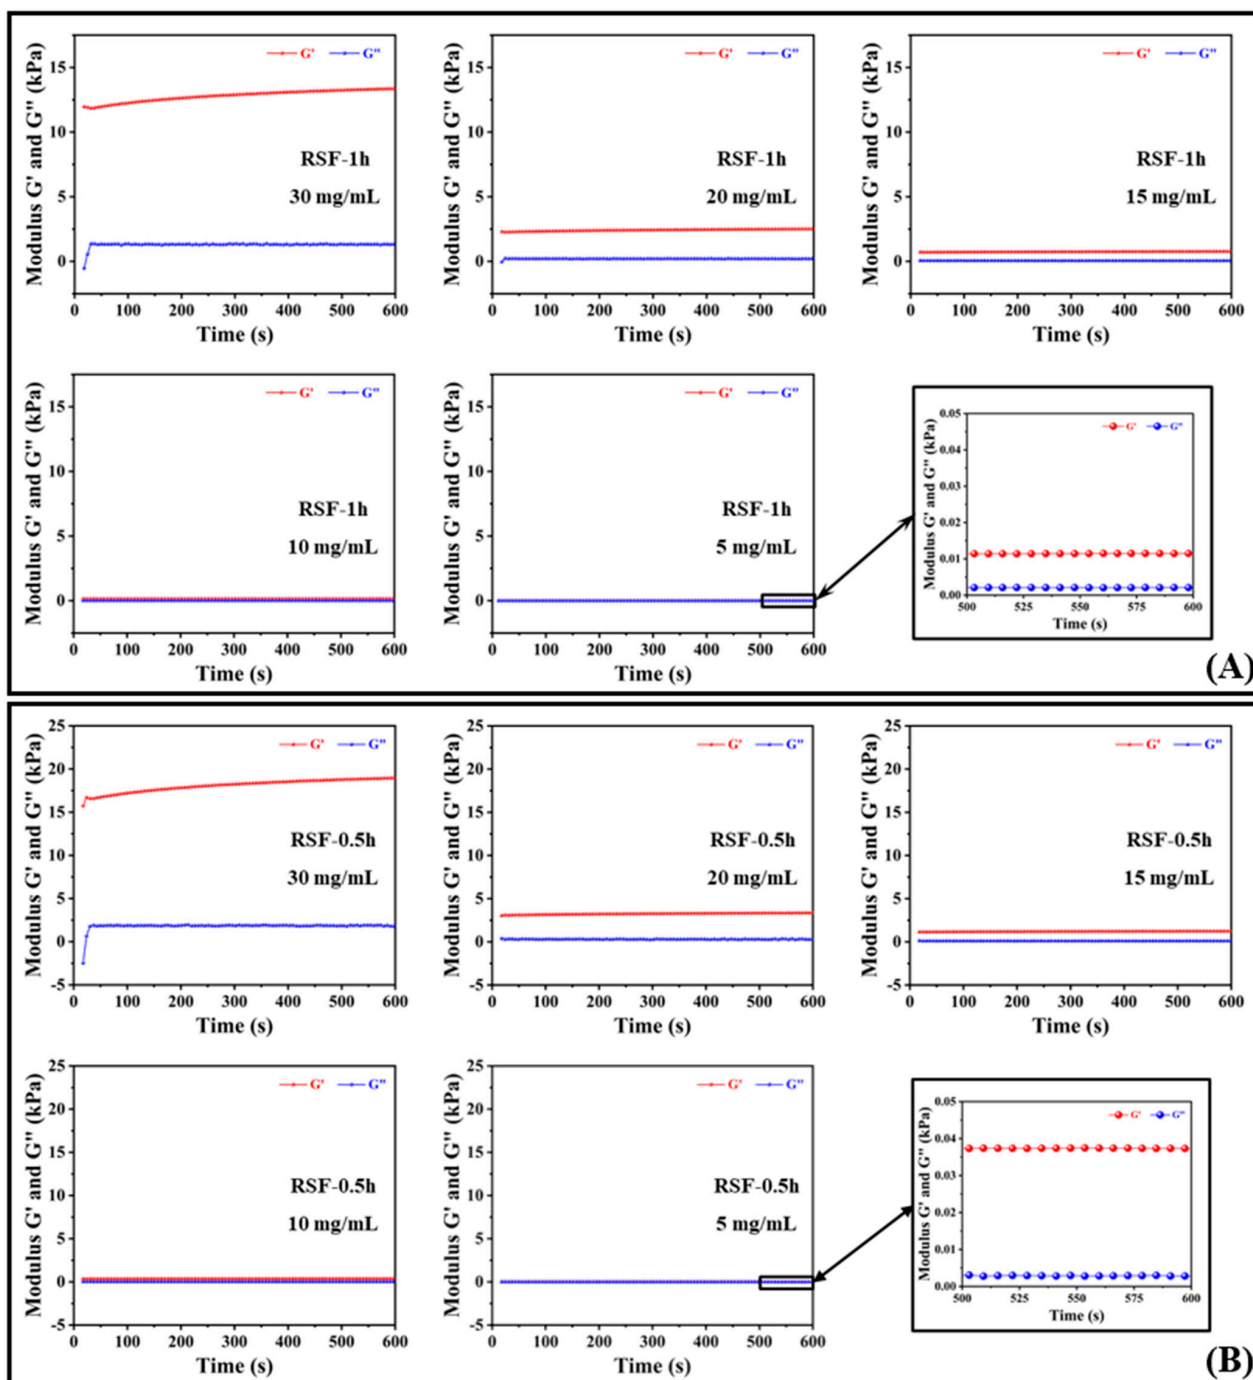 G' G"
Modulus G' and G" (kPa)
15
10
5
0
0 100 200 300 400 500 600
Time (s)
RSF-1h
30 mg/mL
G' G"
Modulus G' and G" (kPa)
15
10
5
0
0 100 200 300 400 500 600
Time (s)
RSF-1h
20 mg/mL
G' G"
Modulus G' and G" (kPa)
15
10
5
0
0 100 200 300 400 500 600
Time (s)
RSF-1h
15 mg/mL
G' G"
Modulus G' and G" (kPa)
15
10
5
0
0 100 200 300 400 500 600
Time (s)
RSF-1h
10 mg/mL
G' G"
Modulus G' and G" (kPa)
15
10
5
0
0 100 200 300 400 500 600
Time (s)
RSF-1h
5 mg/mL
G' G"
Modulus G' and G" (kPa)
0.05
0.04
0.03
0.02
0.01
0.00
500 525 550 575 600
Time (s)
(A)
G' G"
Modulus G' and G" (kPa)
25
20
15
10
5
0
-5
0 100 200 300 400 500 600
Time (s)
RSF-0.5h
30 mg/mL
G' G"
Modulus G' and G" (kPa)
25
20
15
10
5
0
-5
0 100 200 300 400 500 600
Time (s)
RSF-0.5h
20 mg/mL
G' G"
Modulus G' and G" (kPa)
25
20
15
10
5
0
-5
0 100 200 300 400 500 600
Time (s)
RSF-0.5h
15 mg/mL
G' G"
Modulus G' and G" (kPa)
25
20
15
10
5
0
-5
0 100 200 300 400 500 600
Time (s)
RSF-0.5h
10 mg/mL
G' G"
Modulus G' and G" (kPa)
25
20
15
10
5
0
-5
0 100 200 300 400 500 600
Time (s)
RSF-0.5h
5 mg/mL
G' G"
Modulus G' and G" (kPa)
0.05
0.04
0.03
0.02
0.01
0.00
500 525 550 575 600
Time (s)
(B)